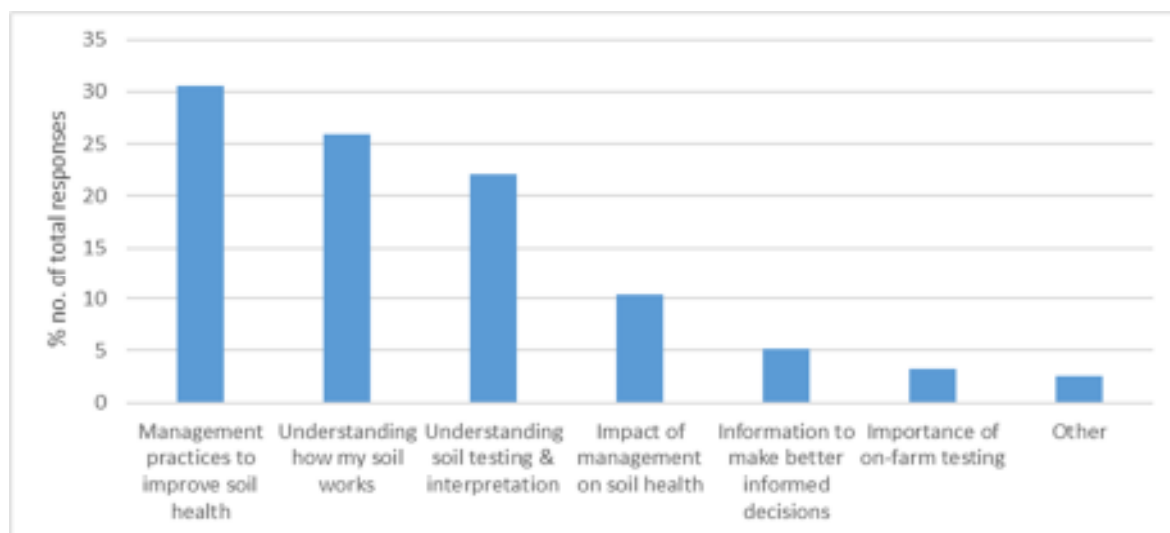 35
30
25
20
15
10
5
0
% no. of total responses
Management
practices to
improve soil
health
Understanding
how my soil
works
Understanding
soil testing &
interpretation
Impact of
management
on soil health
Information to
make better
informed
decisions
Importance of
on-farm testing
Other